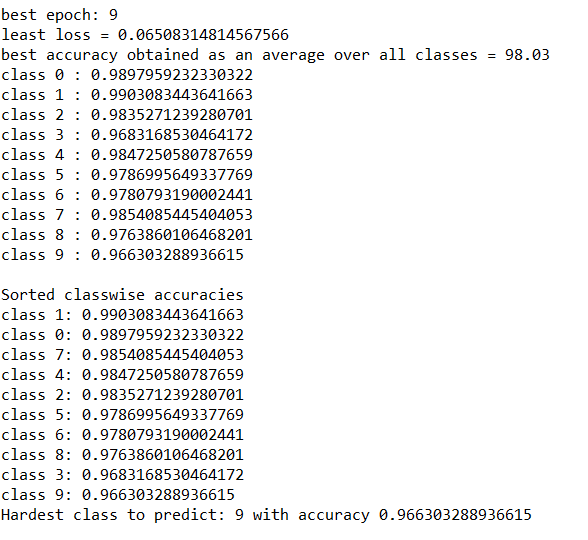 best epoch: 9
least loss = 0.06508314814567566
best accuracy obtained as an average over all classes = 98.03
class 0 : 0.9897959232330322
class 1 : 0.9903083443641663
class 2 : 0.9835271239280701
class 3 : 0.9683168530464172
class 4 : 0.9847250580787659
class 5 : 0.9786995649337769
class 6 : 0.9780793190002441
class 7 : 0.9854085445404053
class 8 : 0.9763860106468201
class 9 : 0.966303288936615
Sorted classwise accuracies
class 1: 0.9903083443641663
class 0: 0.9897959232330322
class 7: 0.9854085445404053
class 4: 0.9847250580787659
class 2: 0.9835271239280701
class 5: 0.9786995649337769
class 6: 0.9780793190002441
class 8: 0.9763860106468201
class 3: 0.9683168530464172
class 9: 0.966303288936615
Hardest class to predict: 9 with accuracy 0.966303288936615